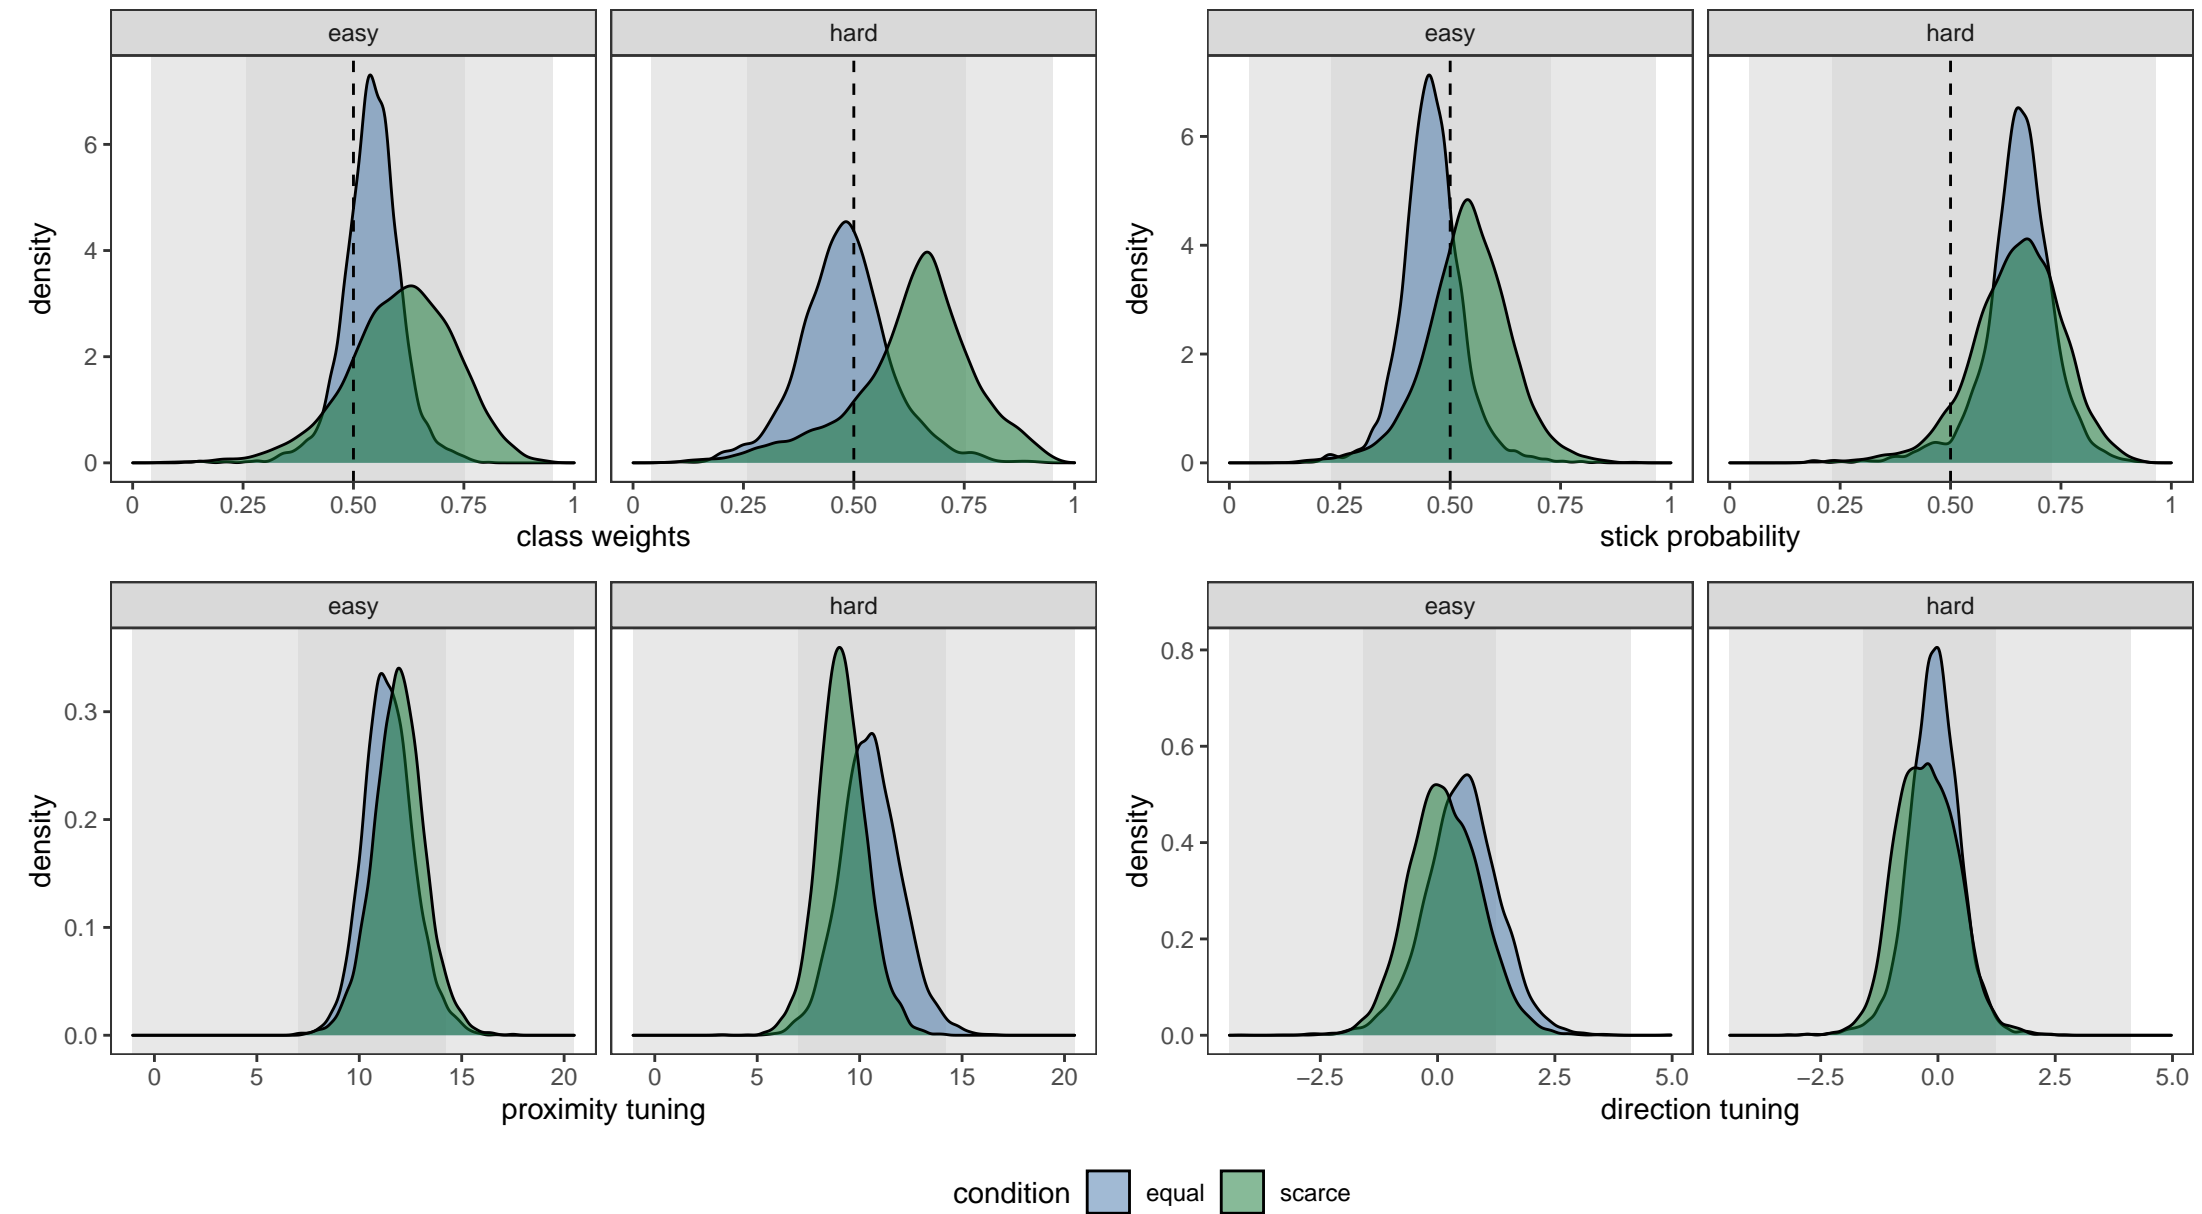 easy hard easy hard
density 0 2 4 6
0 0.25 0.50 0.75 1 0 0.25 0.50 0.75 1
class weights
density 0 2 4 6
0 0.25 0.50 0.75 1 0 0.25 0.50 0.75 1
stick probability
easy hard easy hard
density 0.0 0.1 0.2 0.3
0 5 10 15 20 0 5 10 15 20
proximity tuning
density 0.0 0.2 0.4 0.6 0.8
−2.5 0.0 2.5 5.0 −2.5 0.0 2.5 5.0
direction tuning
condition equal scarce